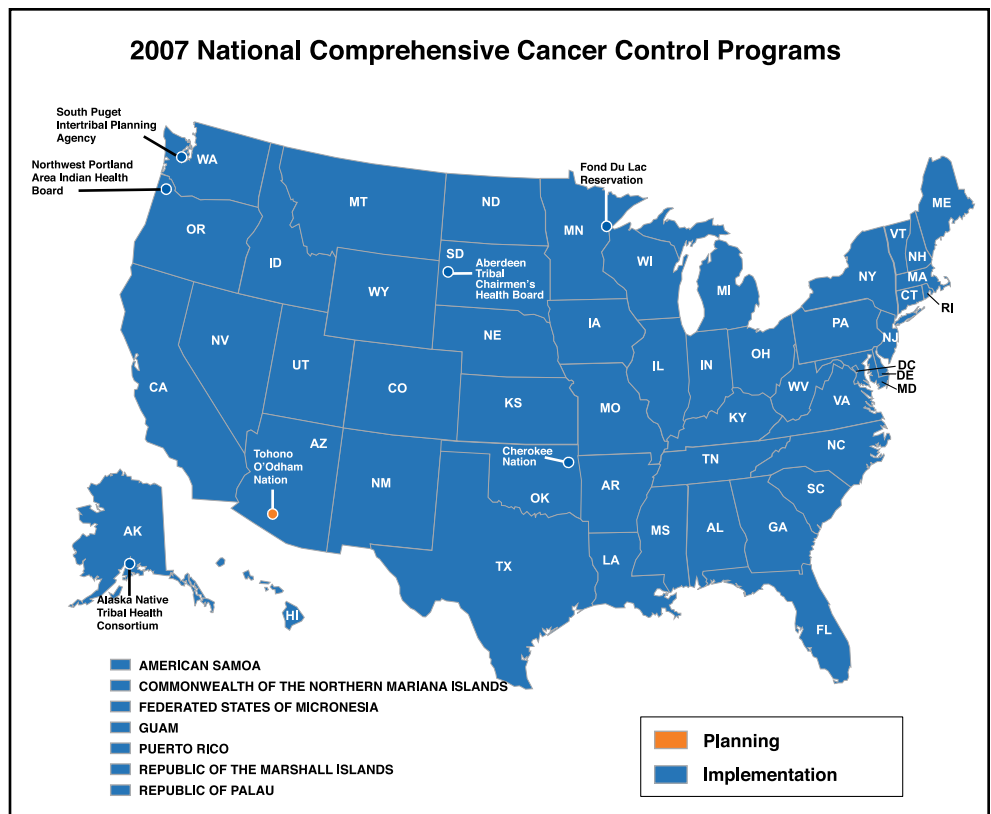 2007 National Comprehensive Cancer Control Programs
South Puget
Intertribal Planning
Agency
Northwest Portland
Area Indian Health
Board
Fond Du Lac
Reservation
WA
MT
ND
MN
ME
OR
ID
SD
WI
VT
NH
Aberdeen
Tribal
Chairmen's
Health Board
WY
MI
NY
MA
CT
RI
NV
NE
IA
PA
NJ
UT
IL
IN
OH
DC
DE
MD
CA
CO
KS
MO
WV
VA
KY
AZ
Tohono
O'Odham
Nation
NM
Cherokee
Nation
OK
AR
TN
NC
SC
MS
AL
GA
AK
TX
LA
FL
HI
Alaska Native
Tribal Health
Consortium
AMERICAN SAMOA
COMMONWEALTH OF THE NORTHERN MARIANA ISLANDS
FEDERATED STATES OF MICRONESIA
GUAM
PUERTO RICO
REPUBLIC OF THE MARSHALL ISLANDS
REPUBLIC OF PALAU
Planning
Implementation